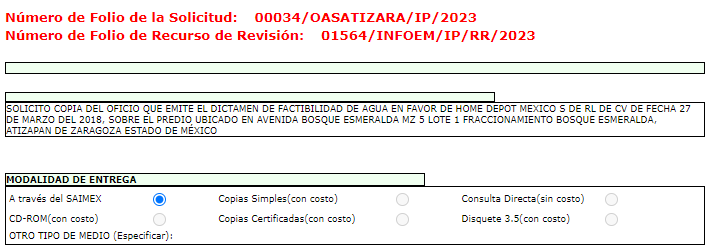 Número de Folio de la Solicitud: 00034/OASATIZARA/IP/2023
Número de Folio de Recurso de Revisión: 01564/INFOEM/IP/RR/2023
SOLICITO COPIA DEL OFICIO QUE EMITE EL DICTAMEN DE FACTIBILIDAD DE AGUA EN FAVOR DE HOME DEPOT MEXICO S DE RL DE CV DE FECHA 27
DE MARZO DEL 2018, SOBRE EL PREDIO UBICADO EN AVENIDA BOSQUE ESMERALDA MZ 5 LOTE 1 FRACCIONAMIENTO BOSQUE ESMERALDA,
ATIZAPAN DE ZARAGOZA ESTADO DE MÉXICO
MODALIDAD DE ENTREGA
A través del SAIMEX Copias Simples(con costo) Consulta Directa(sin costo)
CD-ROM(con costo) Copias Certificadas(con costo) Disquete 3.5(con costo)
OTRO TIPO DE MEDIO (Especificar):